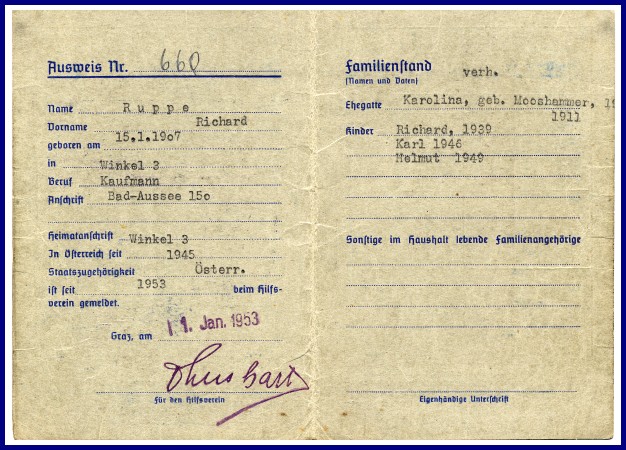 Ausweis Nr. 660
Name Ruppe
Vorname Richard
geboren am 15.1.1907
in Winkel 3
Beruf Kaufmann
Anschrift Bad-Aussee 15o
Heimatanschrift Winkel 3
In Österreich seit 1945
Staatszugehörigkeit Österr.
ist seit 1953 beim Hilfs-
verein gemeldet.
Graz, am 1. Jan. 1953
Für den Hilfsverein
Familienstand verh.
(Namen und Daten)
Ehegatte Karolina, geb. Mooshammer,
1911
Kinder Richard, 1939
Karl 1946
Helmut 1949
Sonstige im Haushalt lebende Familienangehörige
Eigenhändige Unterschrift